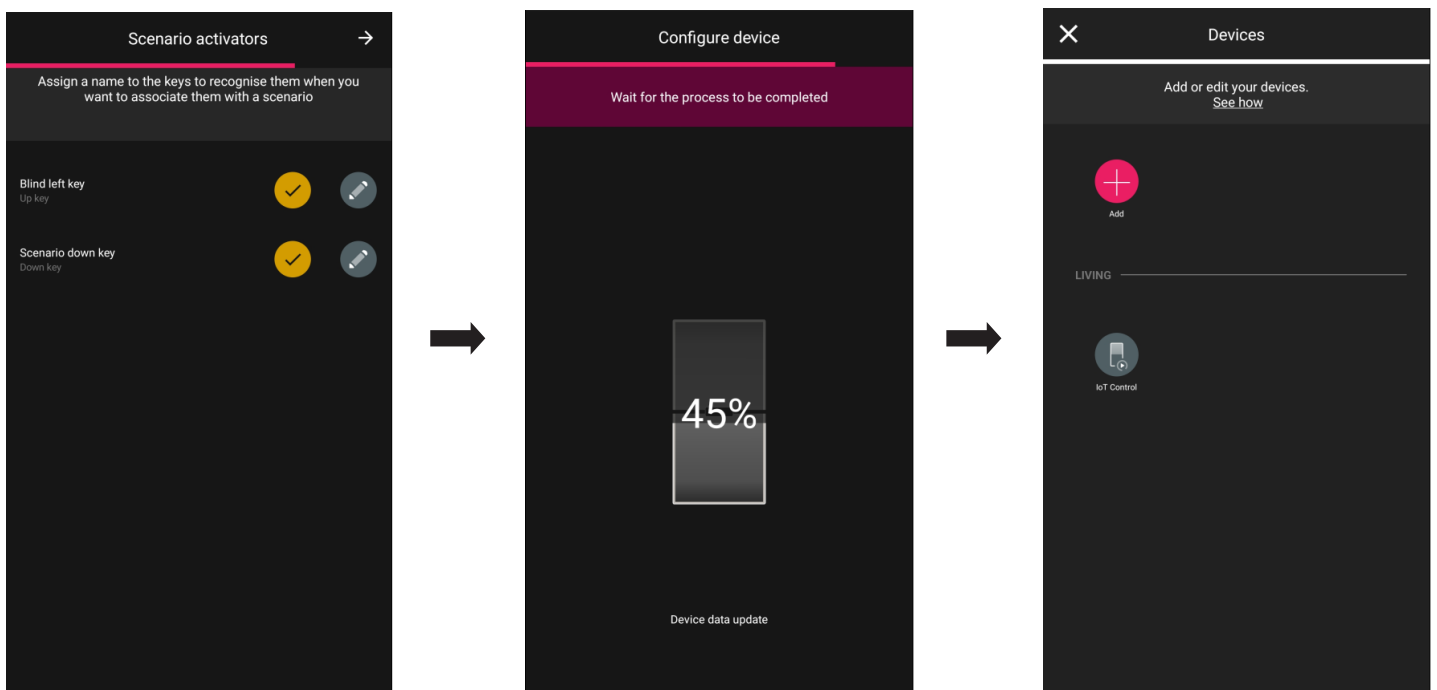 Scenario activators
Assign a name to the keys to recognise them when you
want to associate them with a scenario
Blind left key
Up key
Scenario down key
Down key
Configure device
Wait for the process to be completed
45%
Device data update
Devices
Add or edit your devices.
See how
Add
LIVING
IoT Control